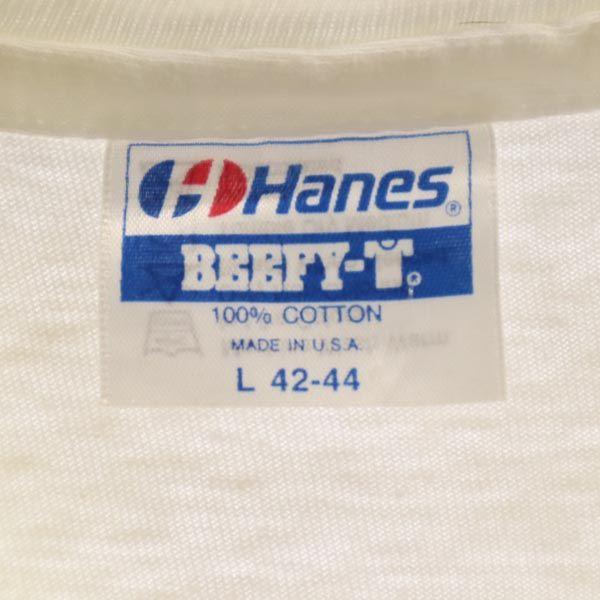 Hanes®
BEEFY-T®
100% COTTON
MADE IN U.S.A.
L 42-44